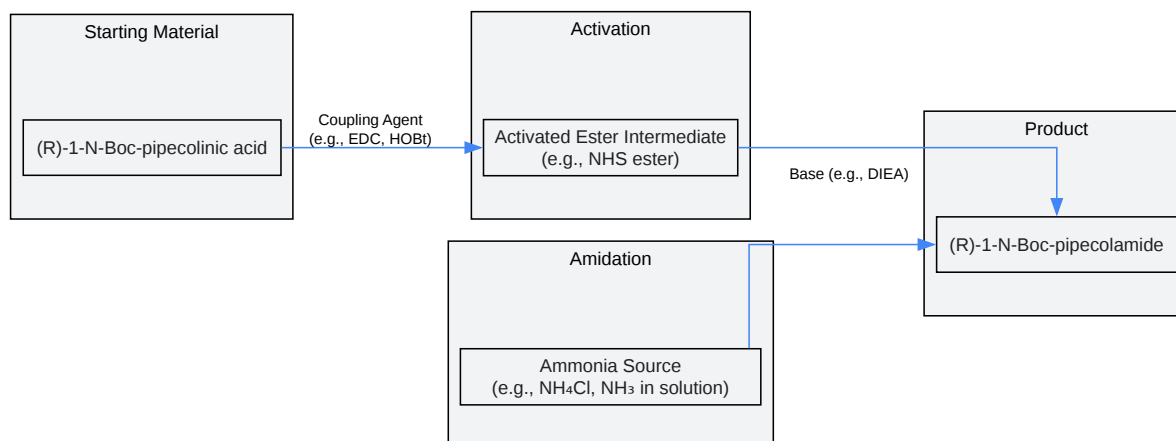 Starting Material
(R)-1-N-Boc-pipecolinic acid
Coupling Agent
(e.g., EDC, HOBt)
Activation
Activated Ester Intermediate
(e.g., NHS ester)
Base (e.g., DIEA)
Product
(R)-1-N-Boc-pipecolamide
Amidation
Ammonia Source
(e.g., NH₄Cl, NH₃ in solution)